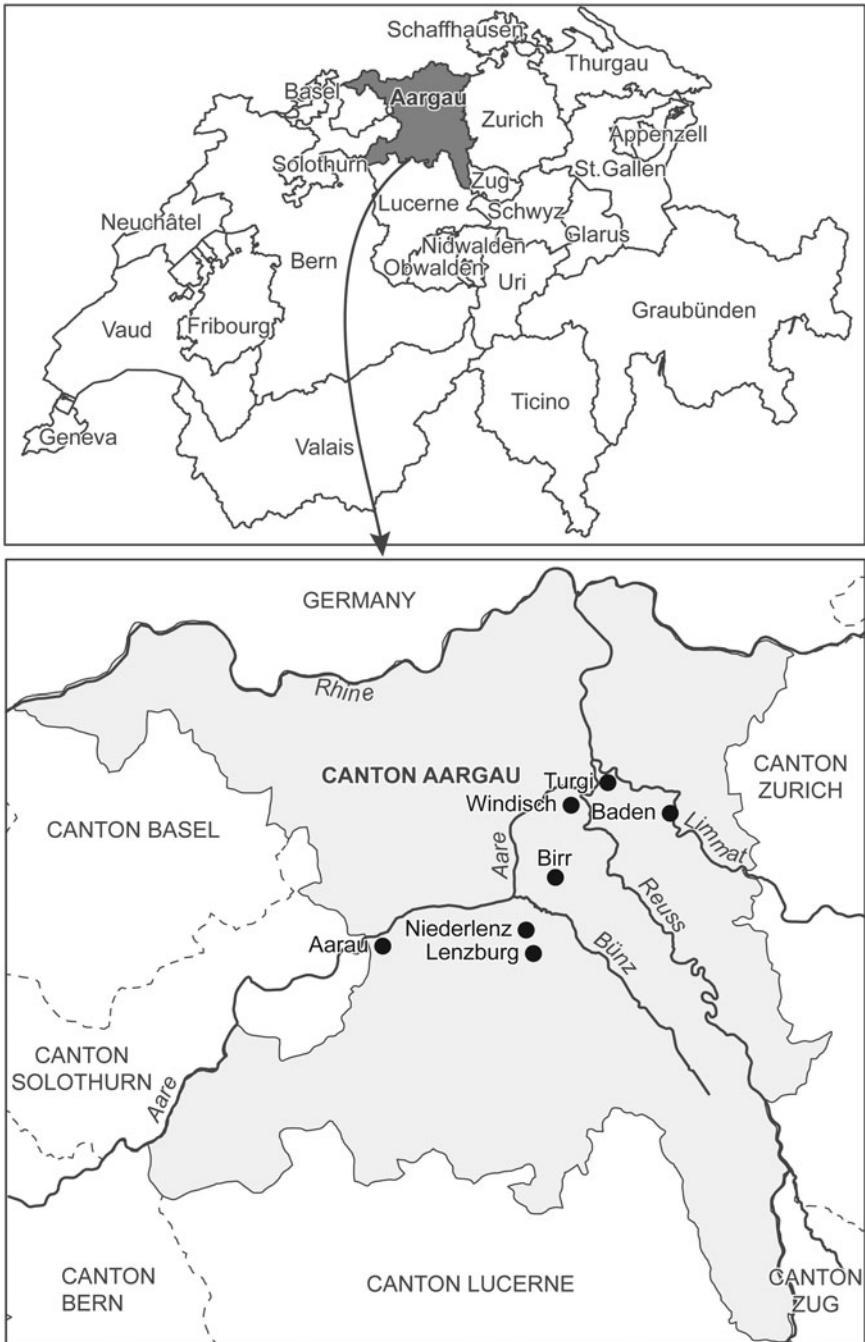 Schaffhausen
Thurgau
Basel
Aargau
Zurich
Appenzell
Solothurn
Zug
St.Gallen
Lucerne
Schwyz
Neuchâtel
Nidwalden
Glarus
Bern
Obwalden
Uri
Vaud
Fribourg
Graubünden
Ticino
Geneva
Valais
GERMANY
Rhine
CANTON AARGAU
Turgi
CANTON
ZURICH
Windisch
Baden
Limmat
CANTON BASEL
Aare
Birr
Reuss
Niederlenz
Aarau
Lenzburg
Bünz
CANTON
SOLOTHURN
Aare
CANTON
BERN
CANTON LUCERNE
CANTON
ZUG